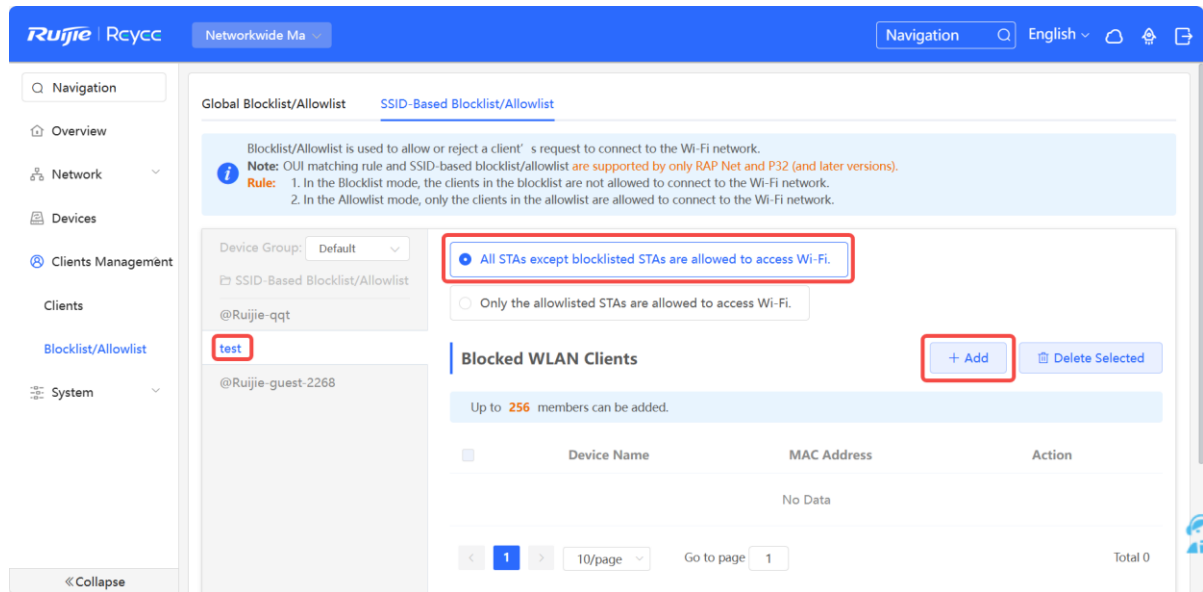 Ruijie | Reyee
Networkwide Ma
Navigation
English
Navigation
Overview
Network
Devices
Clients Management
Clients
Blocklist/Allowlist
System
«Collapse
Global Blocklist/Allowlist
SSID-Based Blocklist/Allowlist
Blocklist/Allowlist is used to allow or reject a client' s request to connect to the Wi-Fi network.
Note: OUI matching rule and SSID-based blocklist/allowlist are supported by only RAP Net and P32 (and later versions).
Rule: 1. In the Blocklist mode, the clients in the blocklist are not allowed to connect to the Wi-Fi network.
2. In the Allowlist mode, only the clients in the allowlist are allowed to connect to the Wi-Fi network.
Device Group: Default
SSID-Based Blocklist/Allowlist
@Ruijie-qqt
test
@Ruijie-guest-2268
All STAs except blocklisted STAs are allowed to access Wi-Fi.
Only the allowlisted STAs are allowed to access Wi-Fi.
Blocked WLAN Clients
+ Add
Delete Selected
Up to 256 members can be added.
Device Name MAC Address Action
No Data
< 1 > 10/page Go to page 1 Total 0